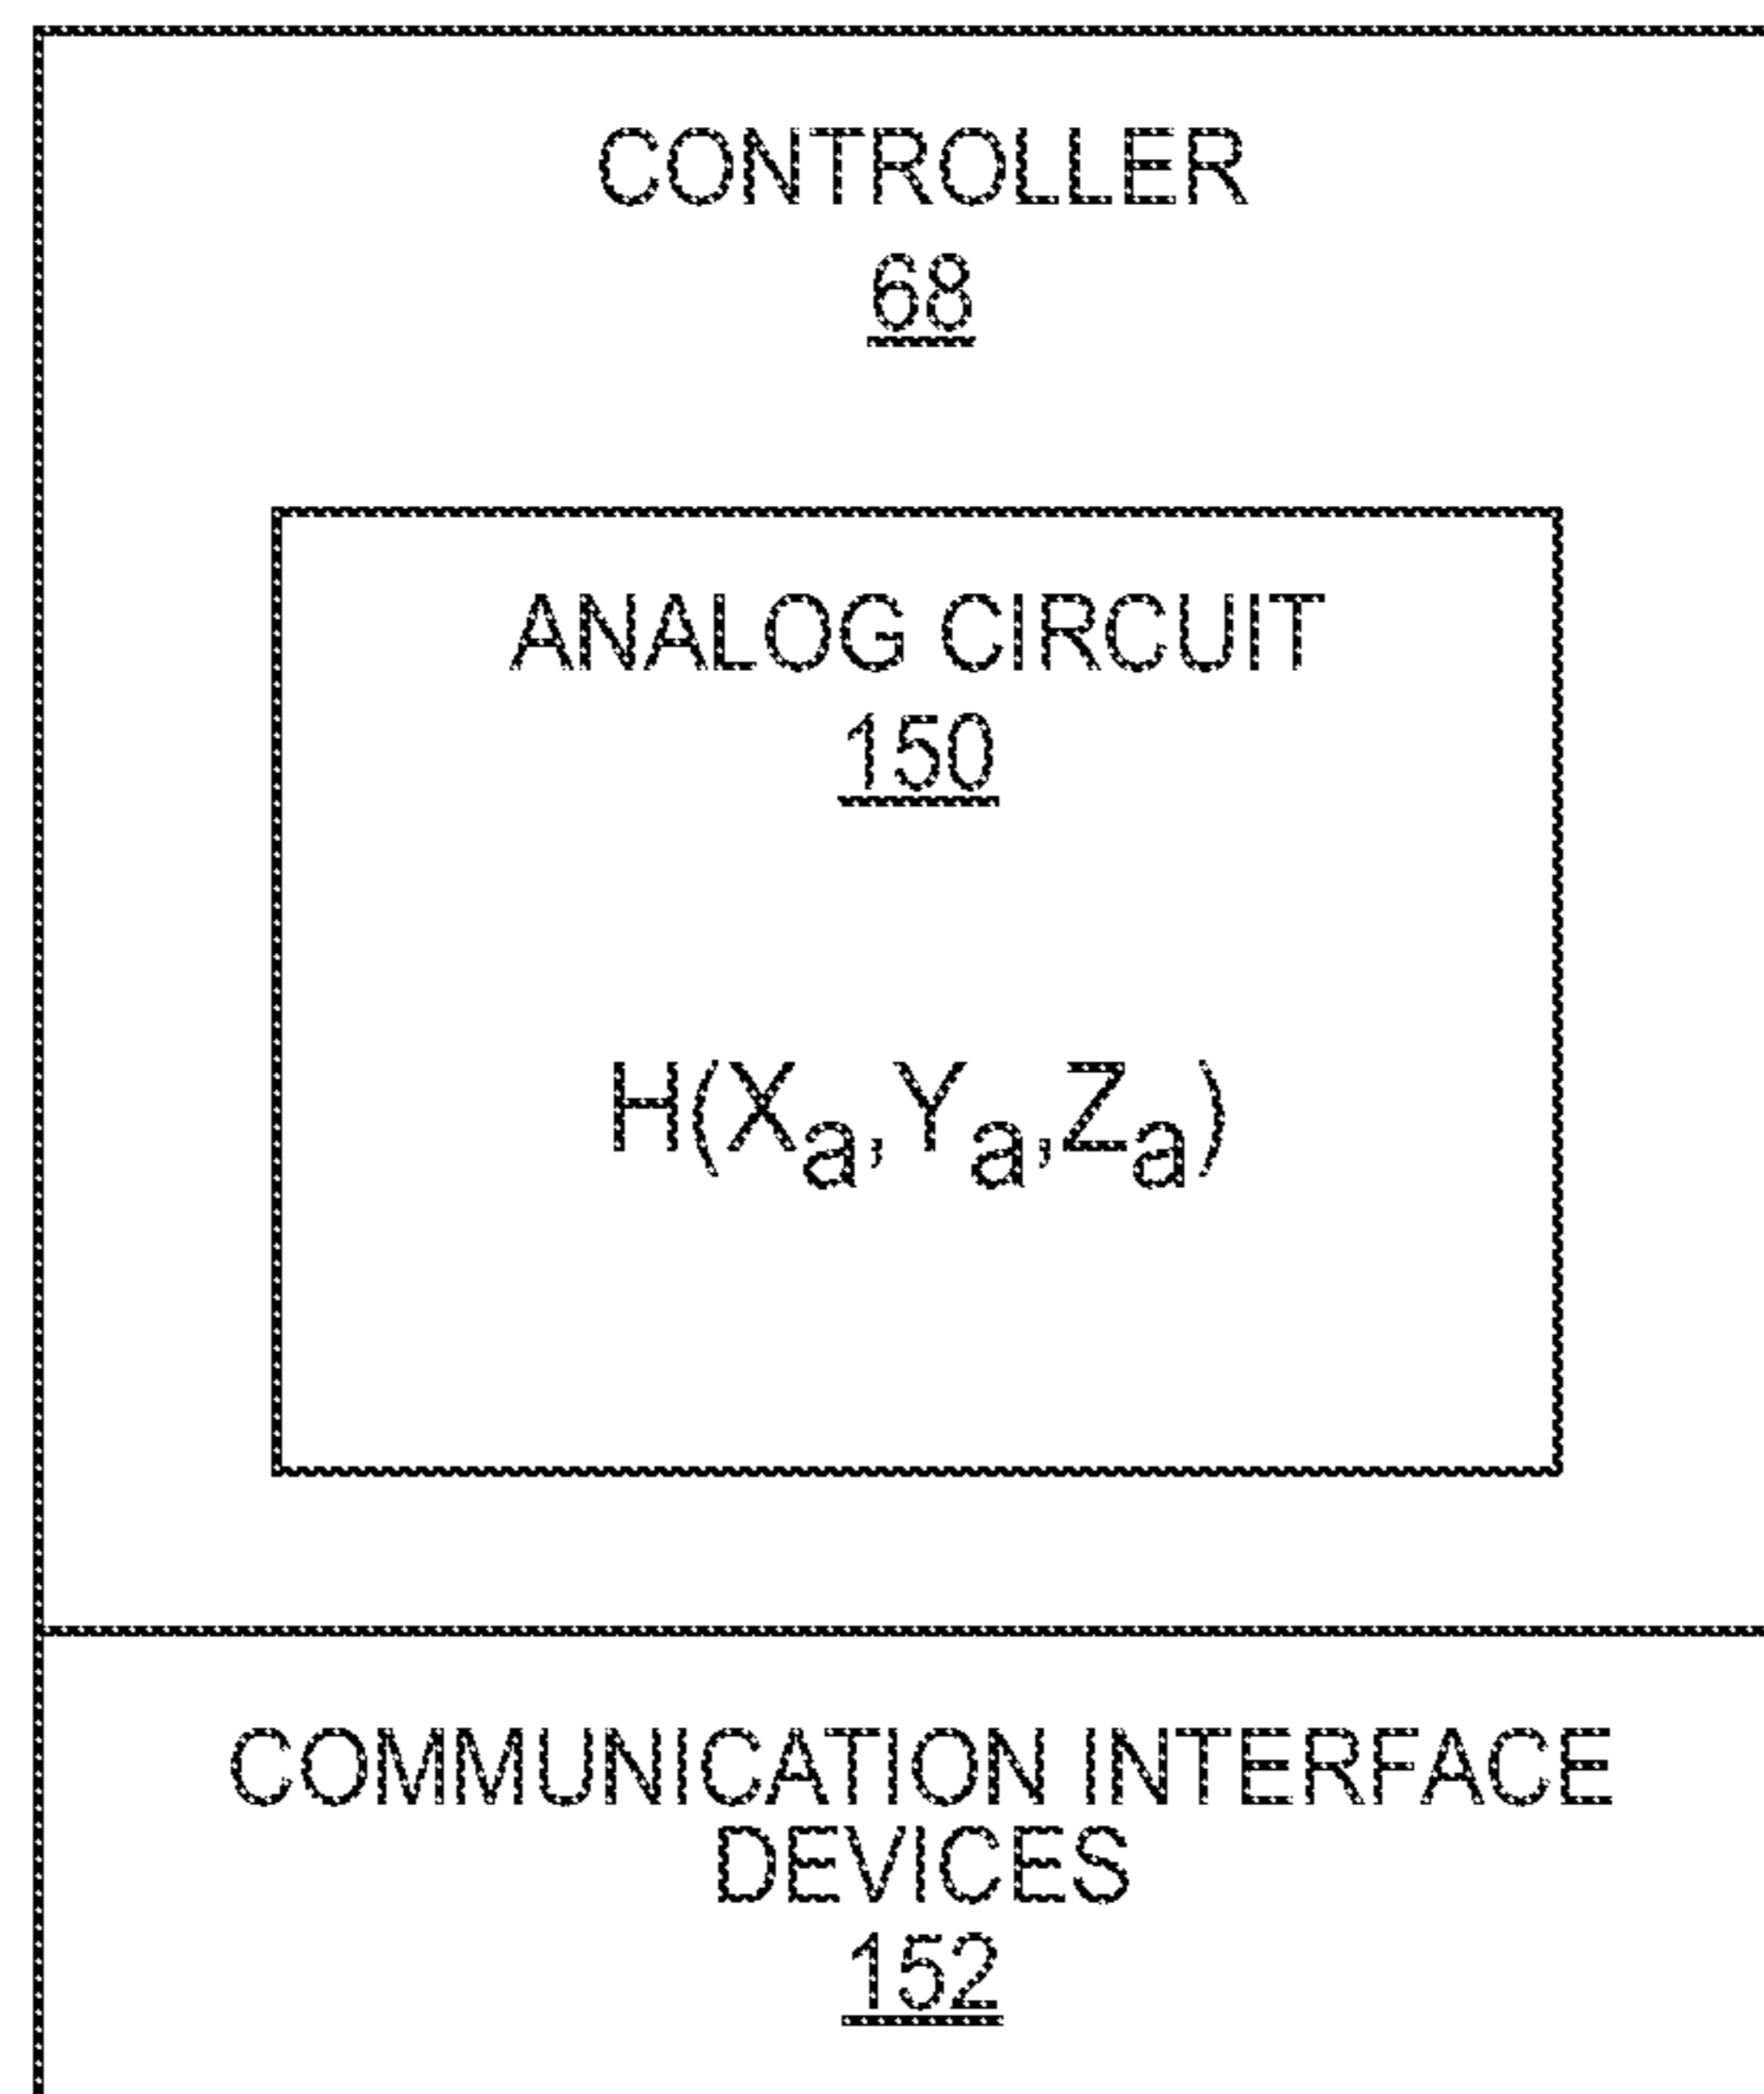 CONTROLLER
68
ANALOG CIRCUIT
150
H(Xₐ,Yₐ,Zₐ)
COMMUNICATION INTERFACE
DEVICES
152